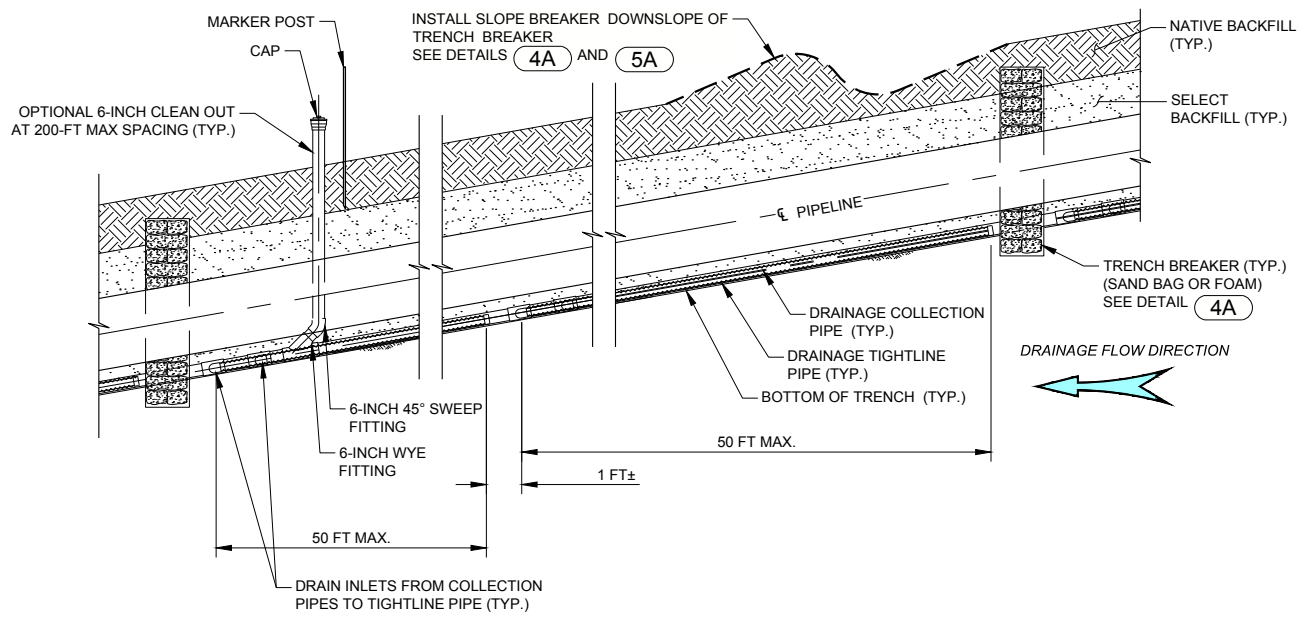 MARKER POST
CAP
OPTIONAL 6-INCH CLEAN OUT
AT 200-FT MAX SPACING (TYP.)
INSTALL SLOPE BREAKER DOWNSLOPE OF
TRENCH BREAKER
SEE DETAILS 4A AND 5A
NATIVE BACKFILL
(TYP.)
SELECT
BACKFILL (TYP.)
℄ PIPELINE
TRENCH BREAKER (TYP.)
(SAND BAG OR FOAM)
SEE DETAIL 4A
DRAINAGE COLLECTION
PIPE (TYP.)
DRAINAGE TIGHTLINE
PIPE (TYP.)
BOTTOM OF TRENCH (TYP.)
DRAINAGE FLOW DIRECTION
6-INCH 45° SWEEP
FITTING
6-INCH WYE
FITTING
50 FT MAX.
1 FT±
50 FT MAX.
DRAIN INLETS FROM COLLECTION
PIPES TO TIGHTLINE PIPE (TYP.)